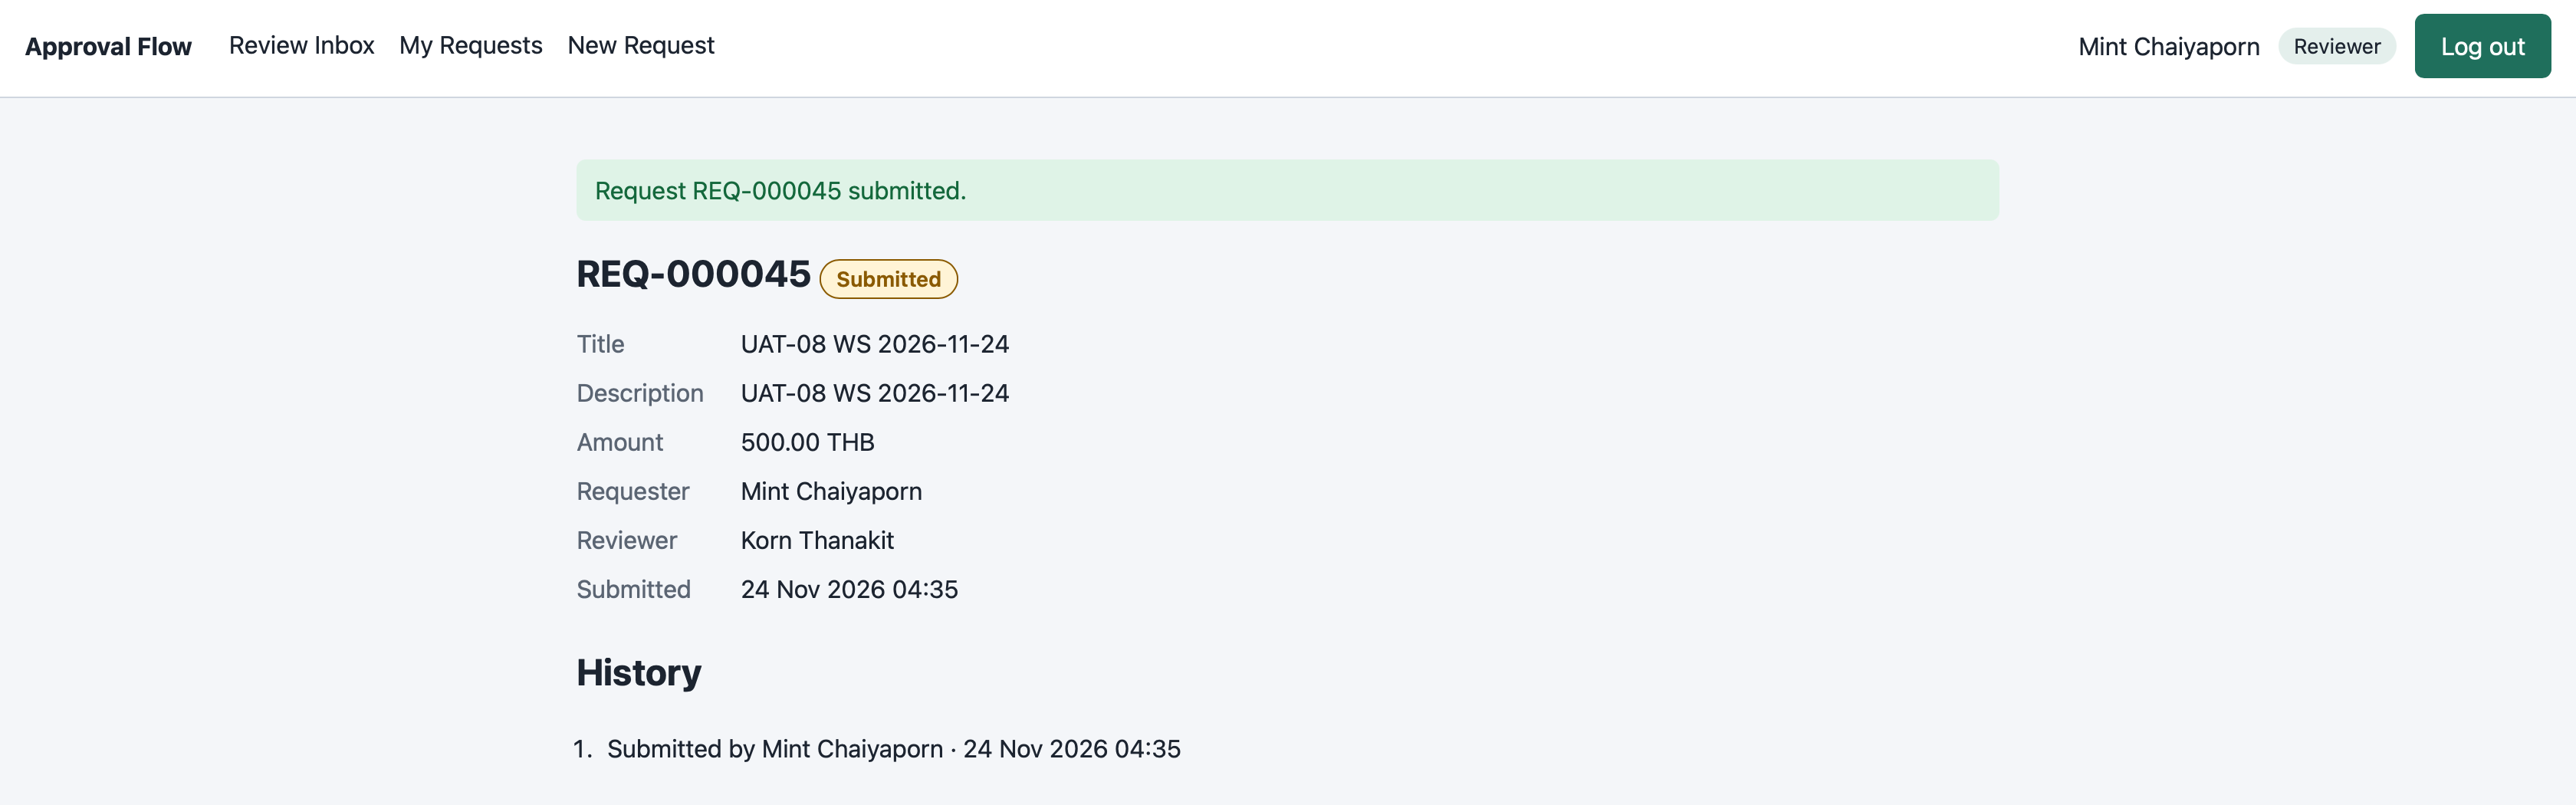 Approval Flow Review Inbox My Requests New Request Mint Chaiyaporn Reviewer Log out
Request REQ-000045 submitted.
REQ-000045 Submitted
Title UAT-08 WS 2026-11-24
Description UAT-08 WS 2026-11-24
Amount 500.00 THB
Requester Mint Chaiyaporn
Reviewer Korn Thanakit
Submitted 24 Nov 2026 04:35
History
1. Submitted by Mint Chaiyaporn · 24 Nov 2026 04:35